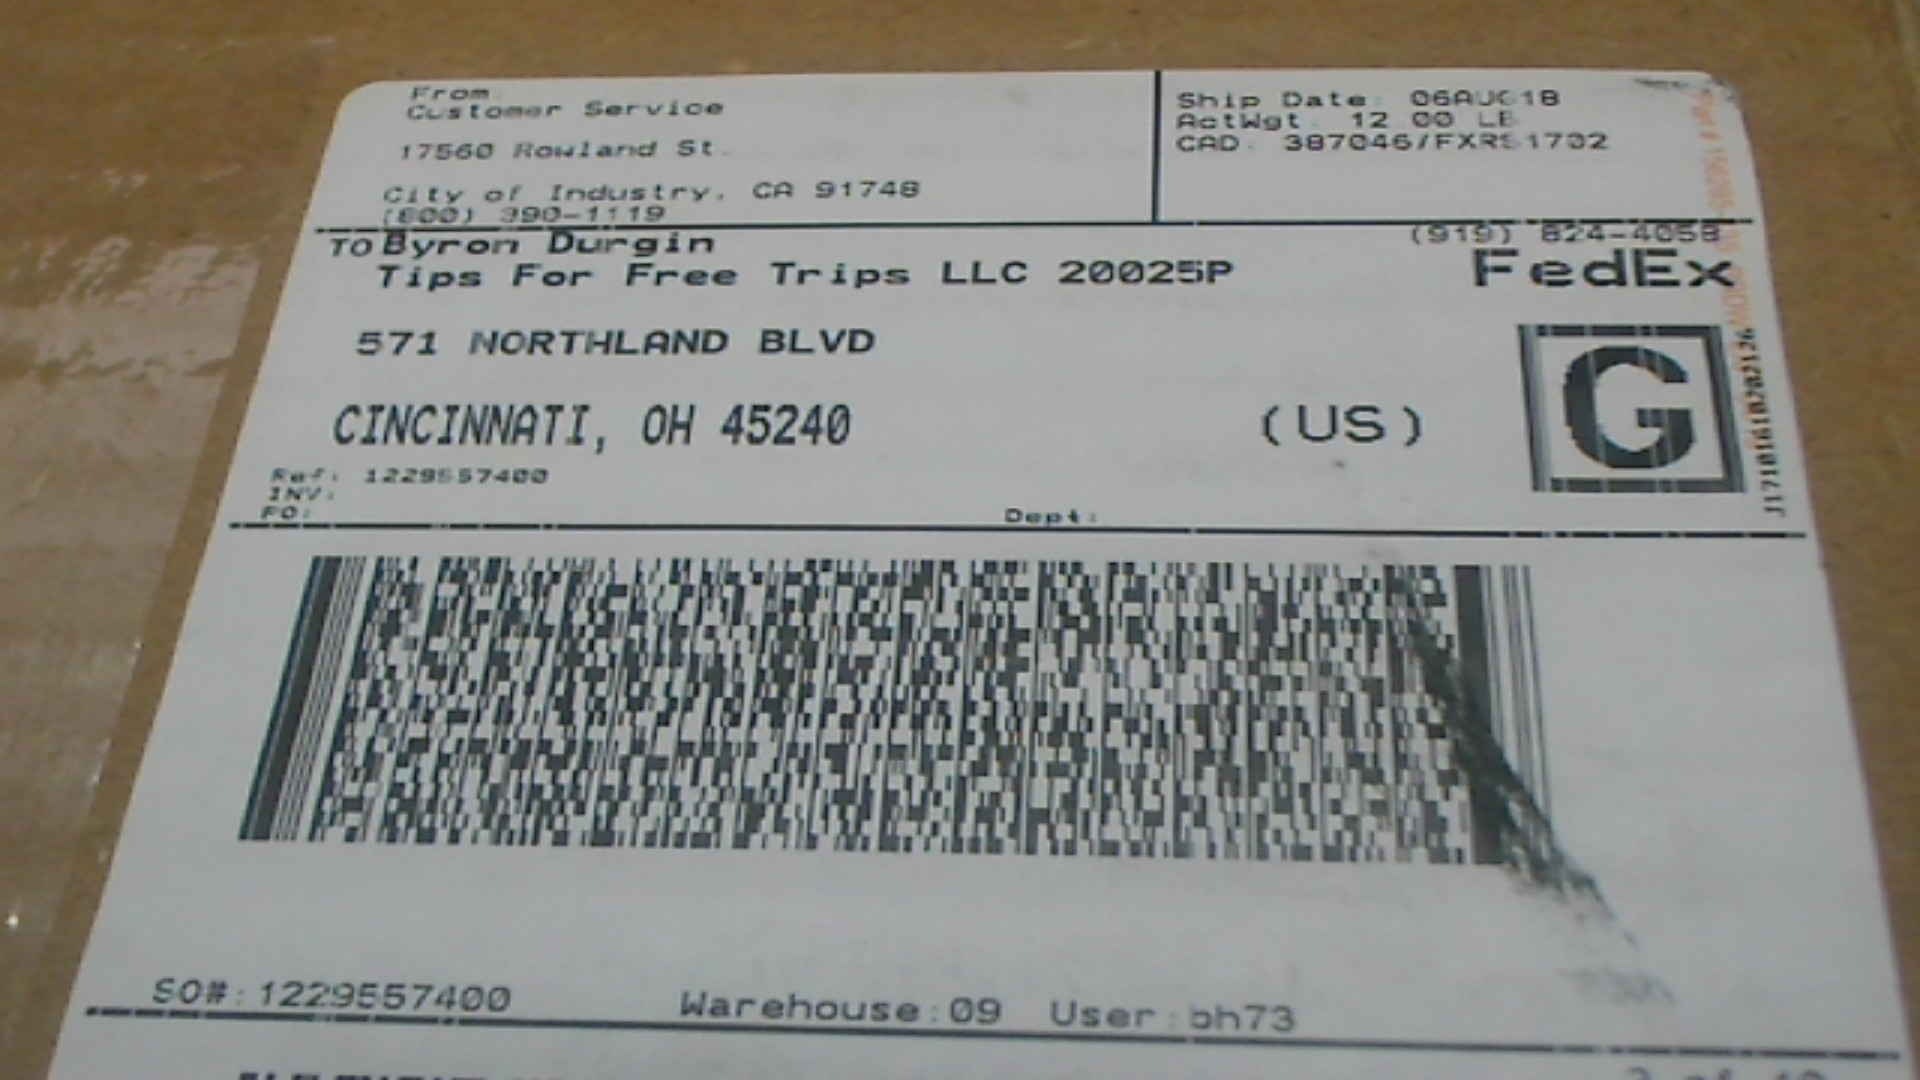 From:
Customer Service
17560 Rowland St.
City of Industry, CA 91748
(800) 390-1119
Ship Date: 06AUG18
ActWgt: 12.00 LB
CAD: 387046/FXRS1702
TO Byron Durgin
(919) 824-4058
Tips For Free Trips LLC 20025P
FedEx
571 NORTHLAND BLVD
CINCINNATI, OH 45240 (US)
G
J17101610202126
Ref: 1229557400
INV:
PO:
Dept:
SO#:1229557400 Warehouse:09 User:bh73